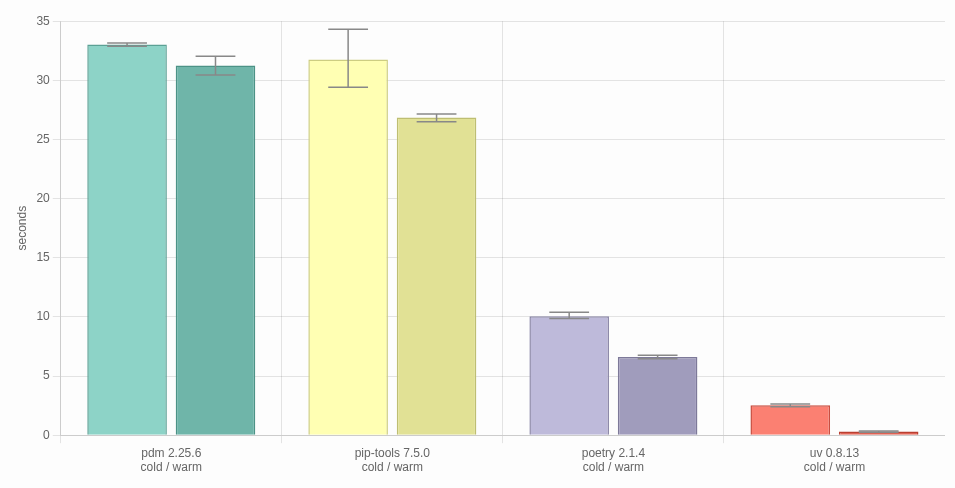 35
30
25
20
15
10
5
0
seconds
pdm 2.25.6
cold / warm
pip-tools 7.5.0
cold / warm
poetry 2.1.4
cold / warm
uv 0.8.13
cold / warm